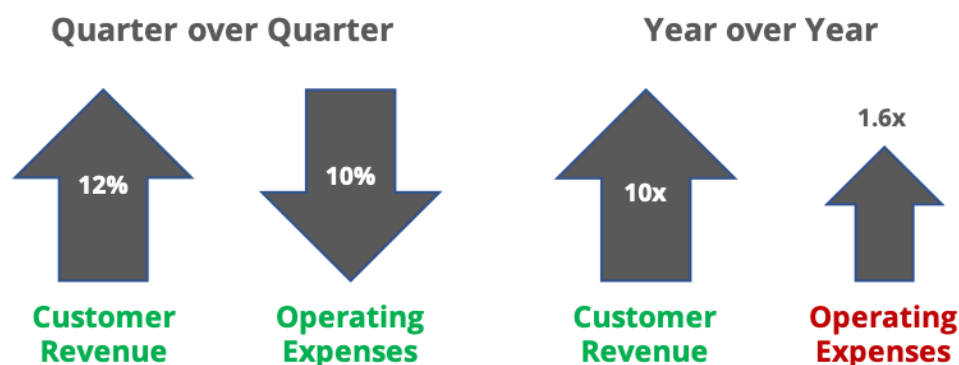 Quarter over Quarter
12%
10%
Customer
Revenue
Operating
Expenses
Year over Year
10x
1.6x
Customer
Revenue
Operating
Expenses